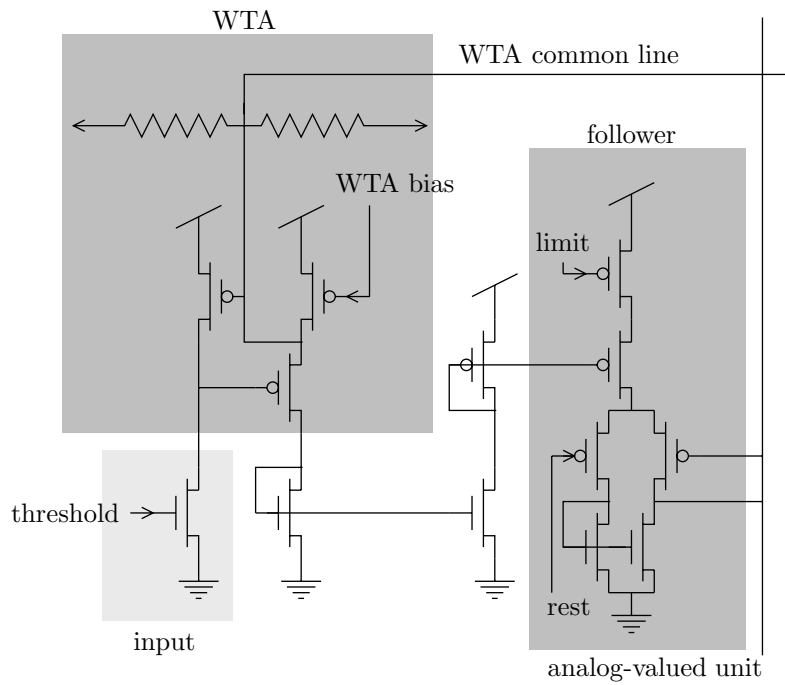 WTA
WTA common line
follower
WTA bias
limit
threshold
rest
input
analog-valued unit